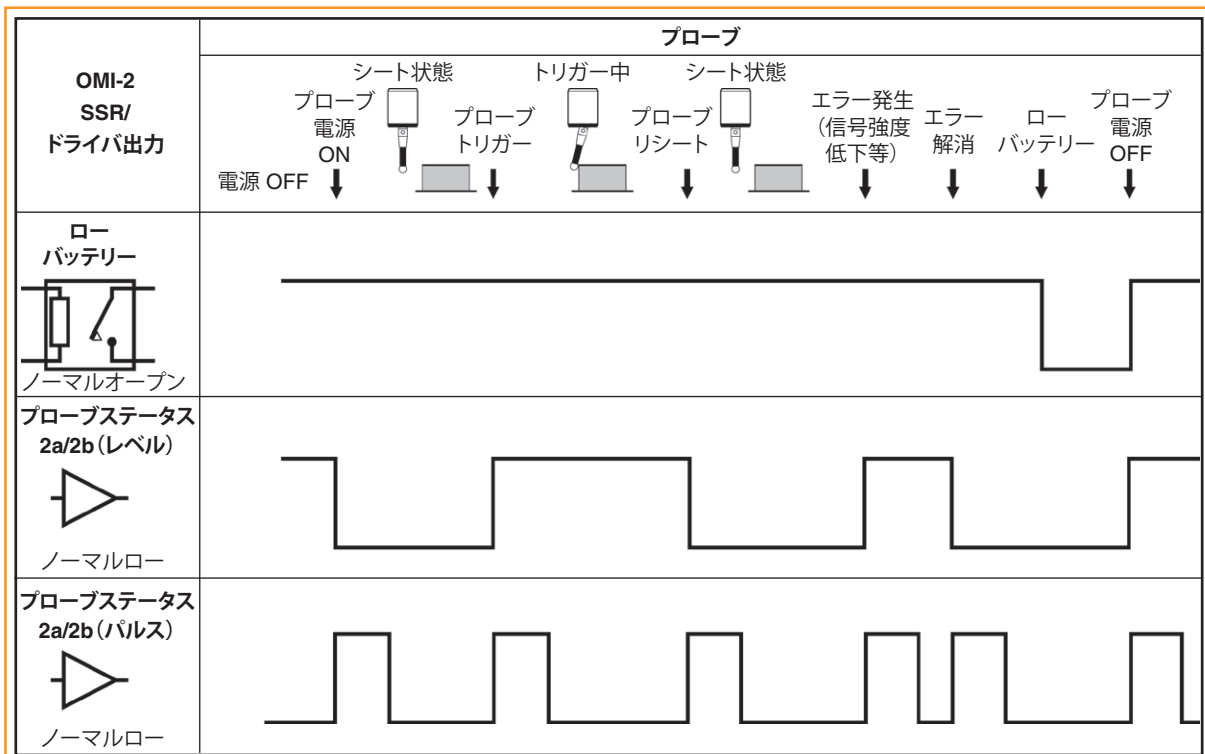 OMI-2
SSR/
ドライバ出力
プローブ
シート状態
トリガー中
シート状態
電源 OFF
プローブ
電源
ON
プローブ
トリガー
プローブ
リシート
エラー発生
（信号強度
低下等）
エラー
解消
ロー
バッテリー
プローブ
電源
OFF
ロー
バッテリー
ノーマルオープン
プローブステータス
2a/2b（レベル）
ノーマルロー
プローブステータス
2a/2b（パルス）
ノーマルロー